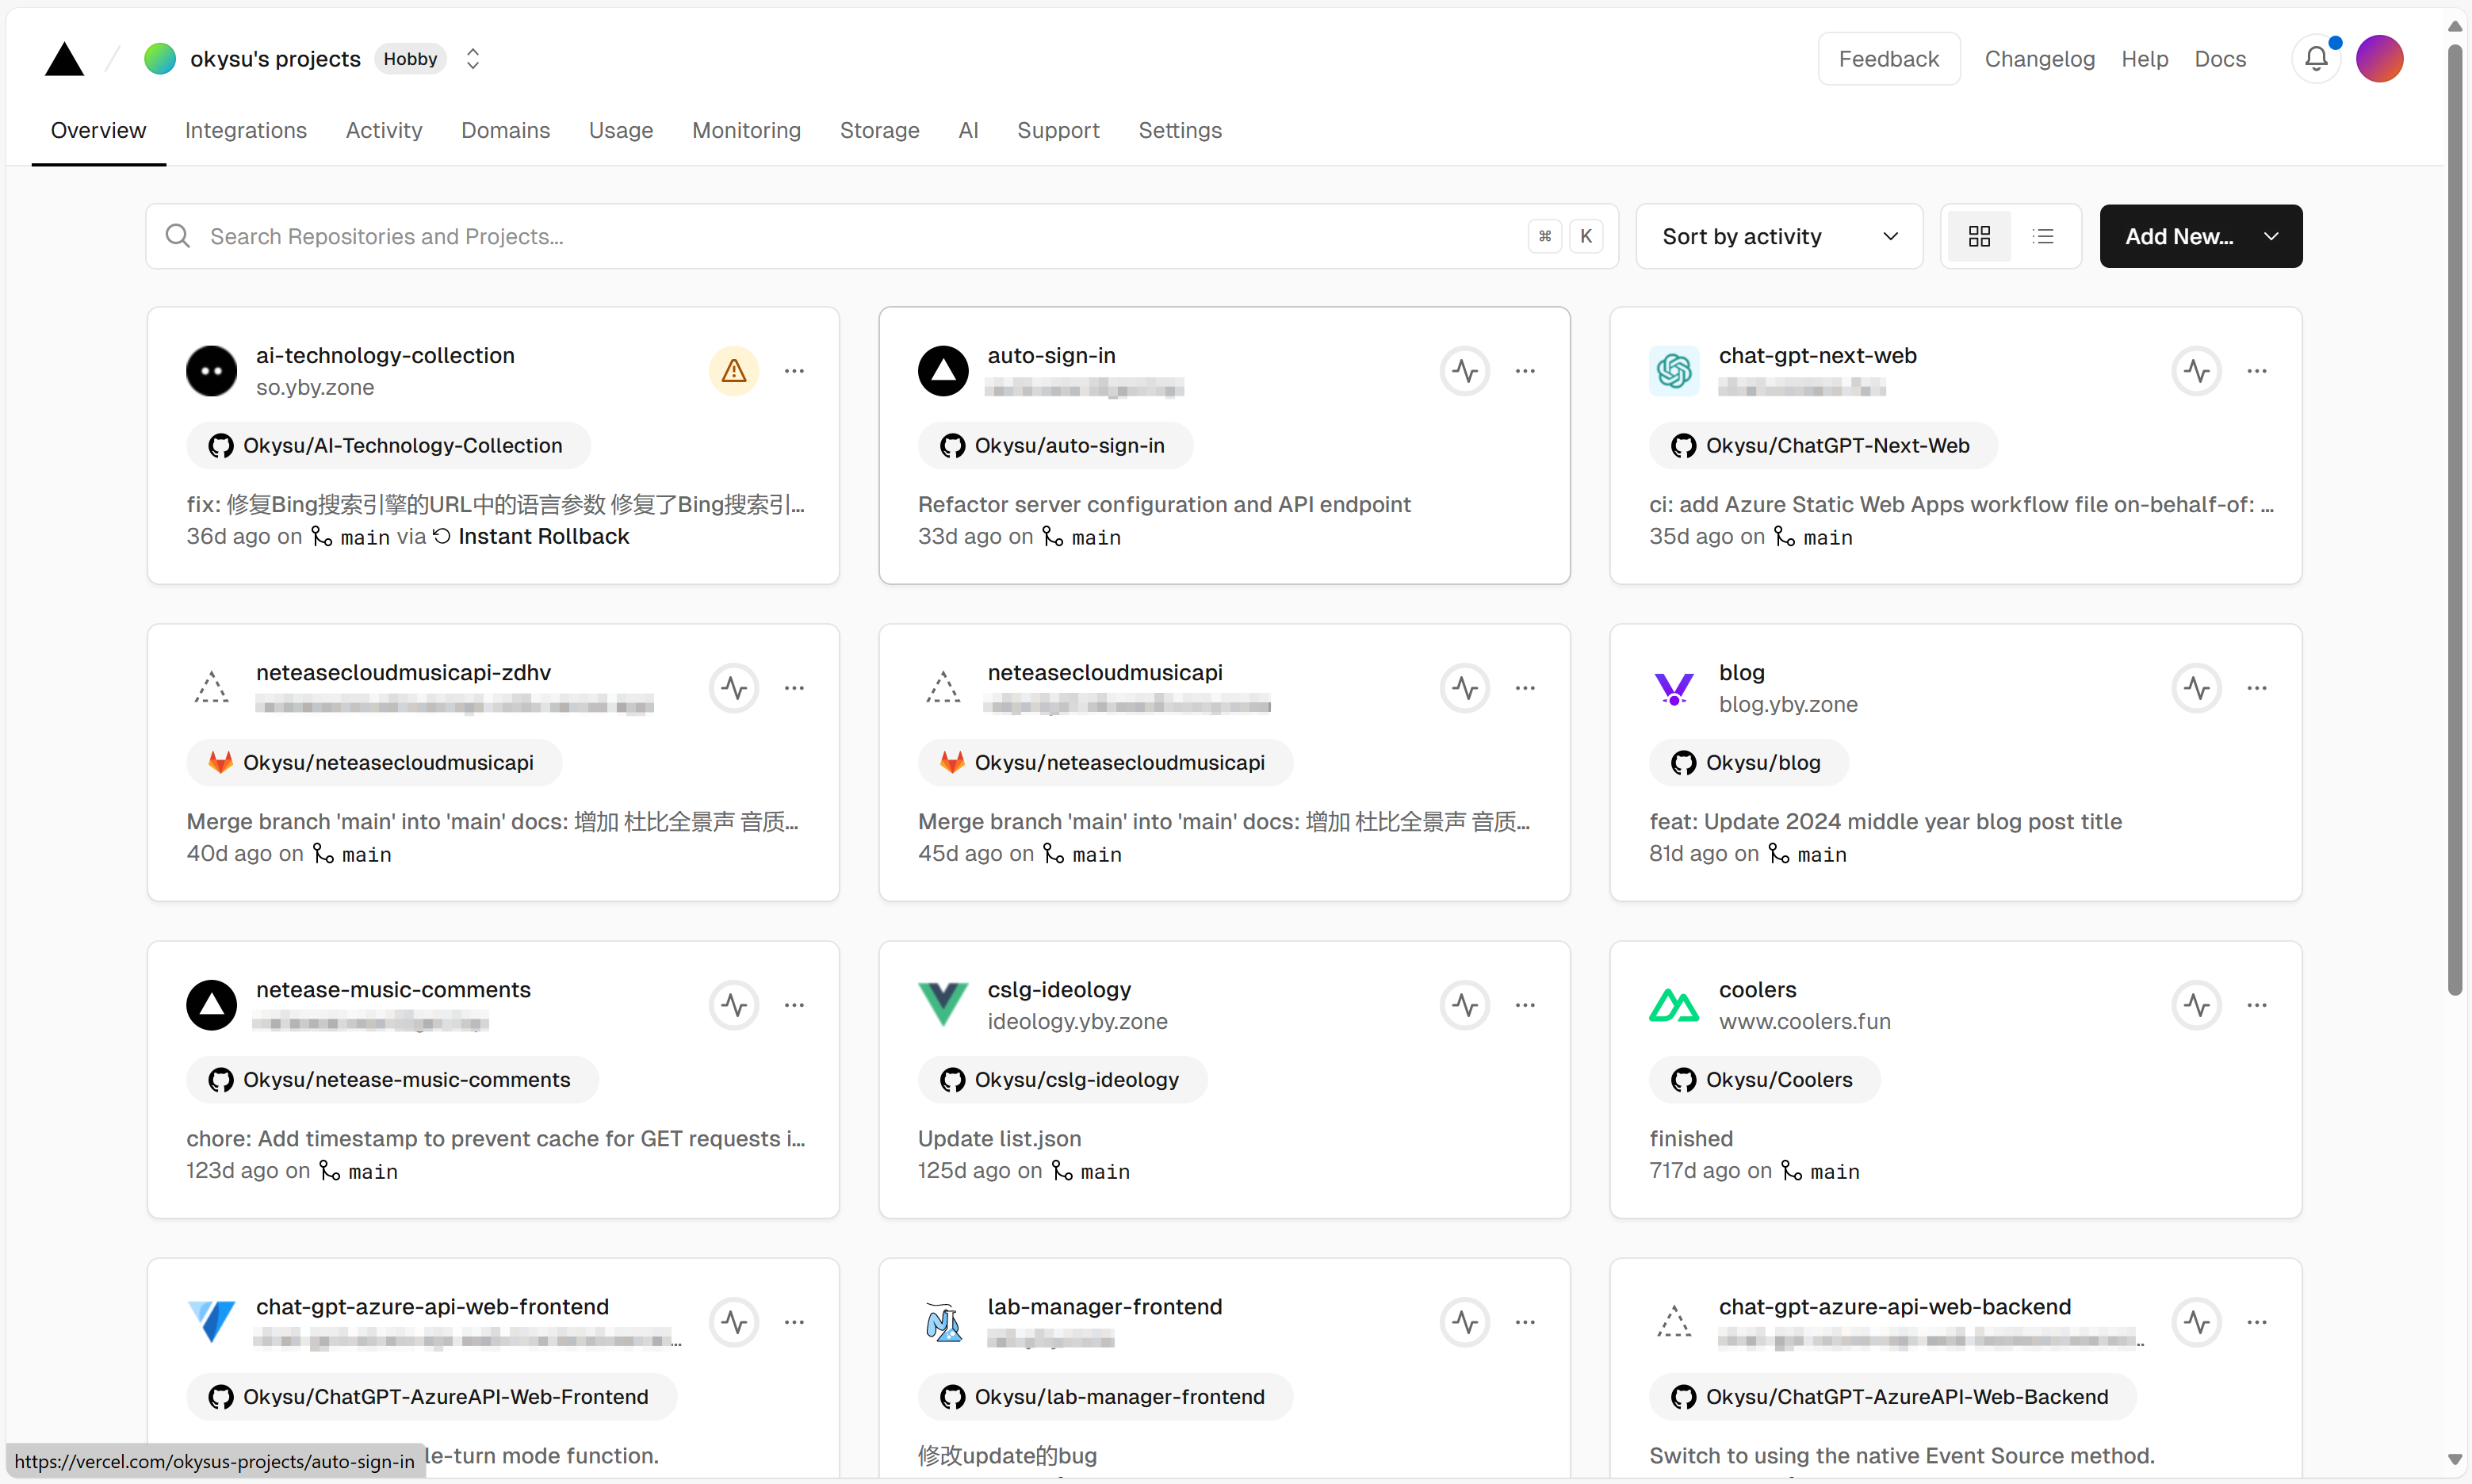 okysu's projects Hobby
Feedback Changelog Help Docs
Overview Integrations Activity Domains Usage Monitoring Storage AI Support Settings
Search Repositories and Projects...
⌘ K
Sort by activity
Add New...
ai-technology-collection
so.yby.zone
Okysu/AI-Technology-Collection
fix: 修复Bing搜索引擎的URL中的语言参数 修复了Bing搜索引...
36d ago on main via Instant Rollback
auto-sign-in
Okysu/auto-sign-in
Refactor server configuration and API endpoint
33d ago on main
chat-gpt-next-web
Okysu/ChatGPT-Next-Web
ci: add Azure Static Web Apps workflow file on-behalf-of: ...
35d ago on main
neteasecloudmusicapi-zdhv
Okysu/neteasecloudmusicapi
Merge branch 'main' into 'main' docs: 增加 杜比全景声 音质...
40d ago on main
neteasecloudmusicapi
Okysu/neteasecloudmusicapi
Merge branch 'main' into 'main' docs: 增加 杜比全景声 音质...
45d ago on main
blog
blog.yby.zone
Okysu/blog
feat: Update 2024 middle year blog post title
81d ago on main
netease-music-comments
Okysu/netease-music-comments
chore: Add timestamp to prevent cache for GET requests i...
123d ago on main
cslg-ideology
ideology.yby.zone
Okysu/cslg-ideology
Update list.json
125d ago on main
coolers
www.coolers.fun
Okysu/Coolers
finished
717d ago on main
chat-gpt-azure-api-web-frontend
Okysu/ChatGPT-AzureAPI-Web-Frontend
le-turn mode function.
lab-manager-frontend
Okysu/lab-manager-frontend
修改update的bug
chat-gpt-azure-api-web-backend
Okysu/ChatGPT-AzureAPI-Web-Backend
Switch to using the native Event Source method.
https://vercel.com/okysus-projects/auto-sign-in